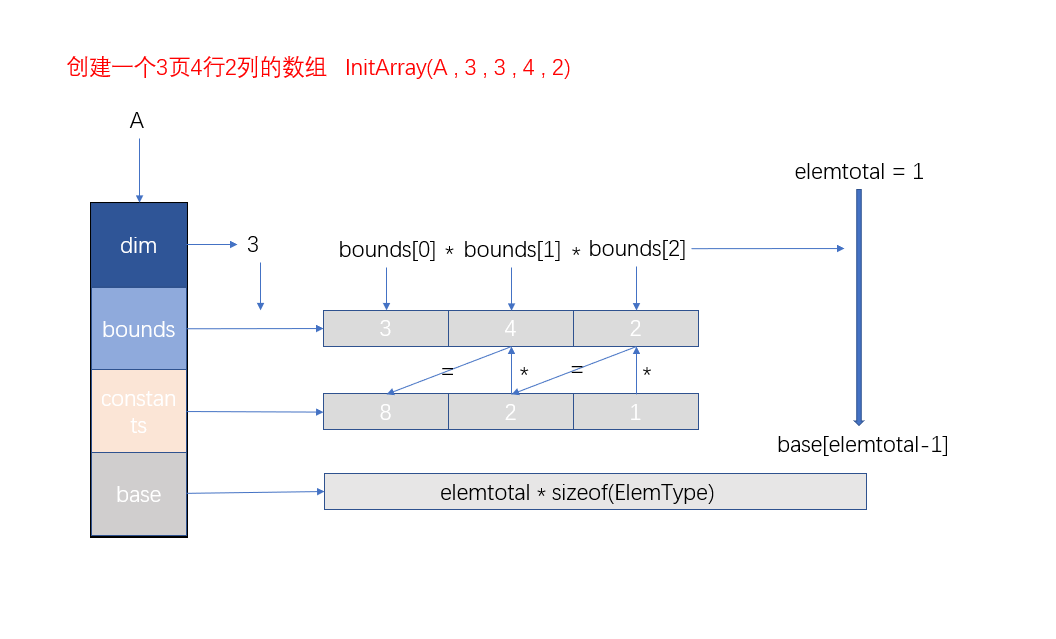 创建一个3页4行2列的数组 InitArray(A , 3 , 3 , 4 , 2)
A
elemtotal = 1
dim
3
bounds[0] * bounds[1] * bounds[2]
bounds
3 4 2
= * = *
constan
ts
8 2 1
base[elemtotal-1]
base
elemtotal * sizeof(ElemType)